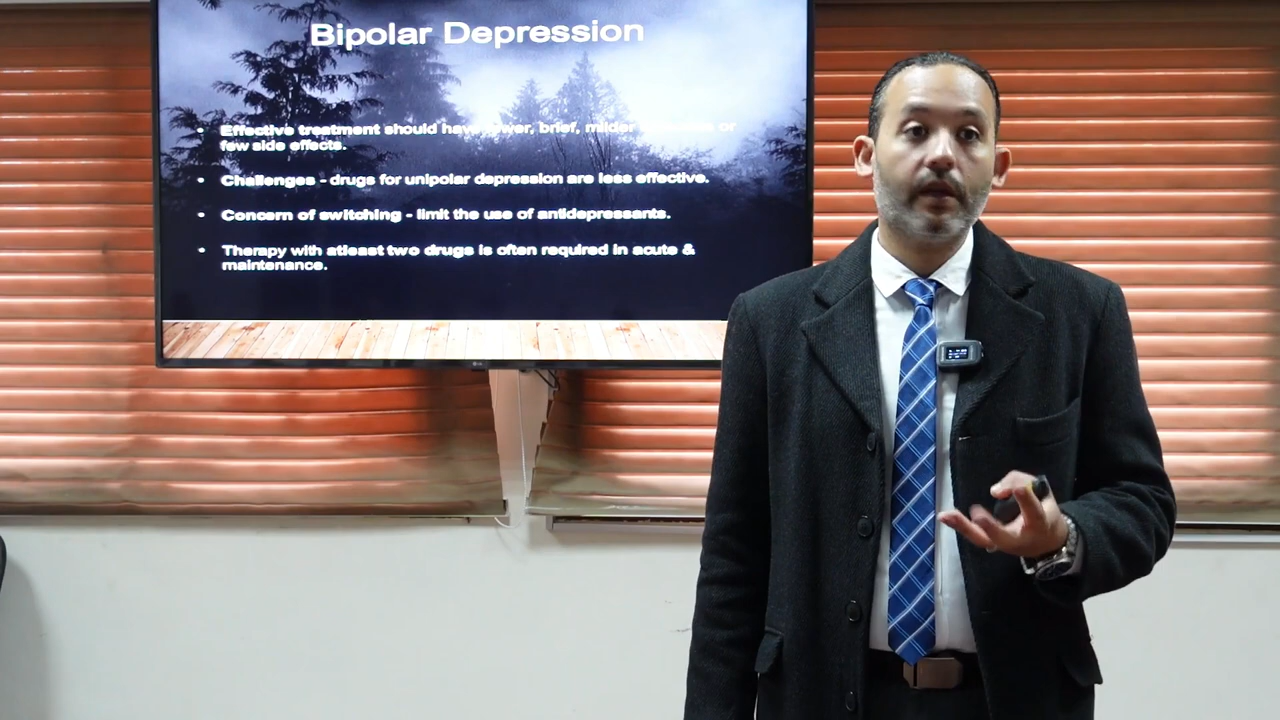 Bipolar Depression
• Effective treatment should have brief, milder or
few side effects.
• Challenges - drugs for unipolar depression are less effective.
• Concern of switching - limit the use of antidepressants.
• Therapy with atleast two drugs is often required in acute &
maintenance.
LG